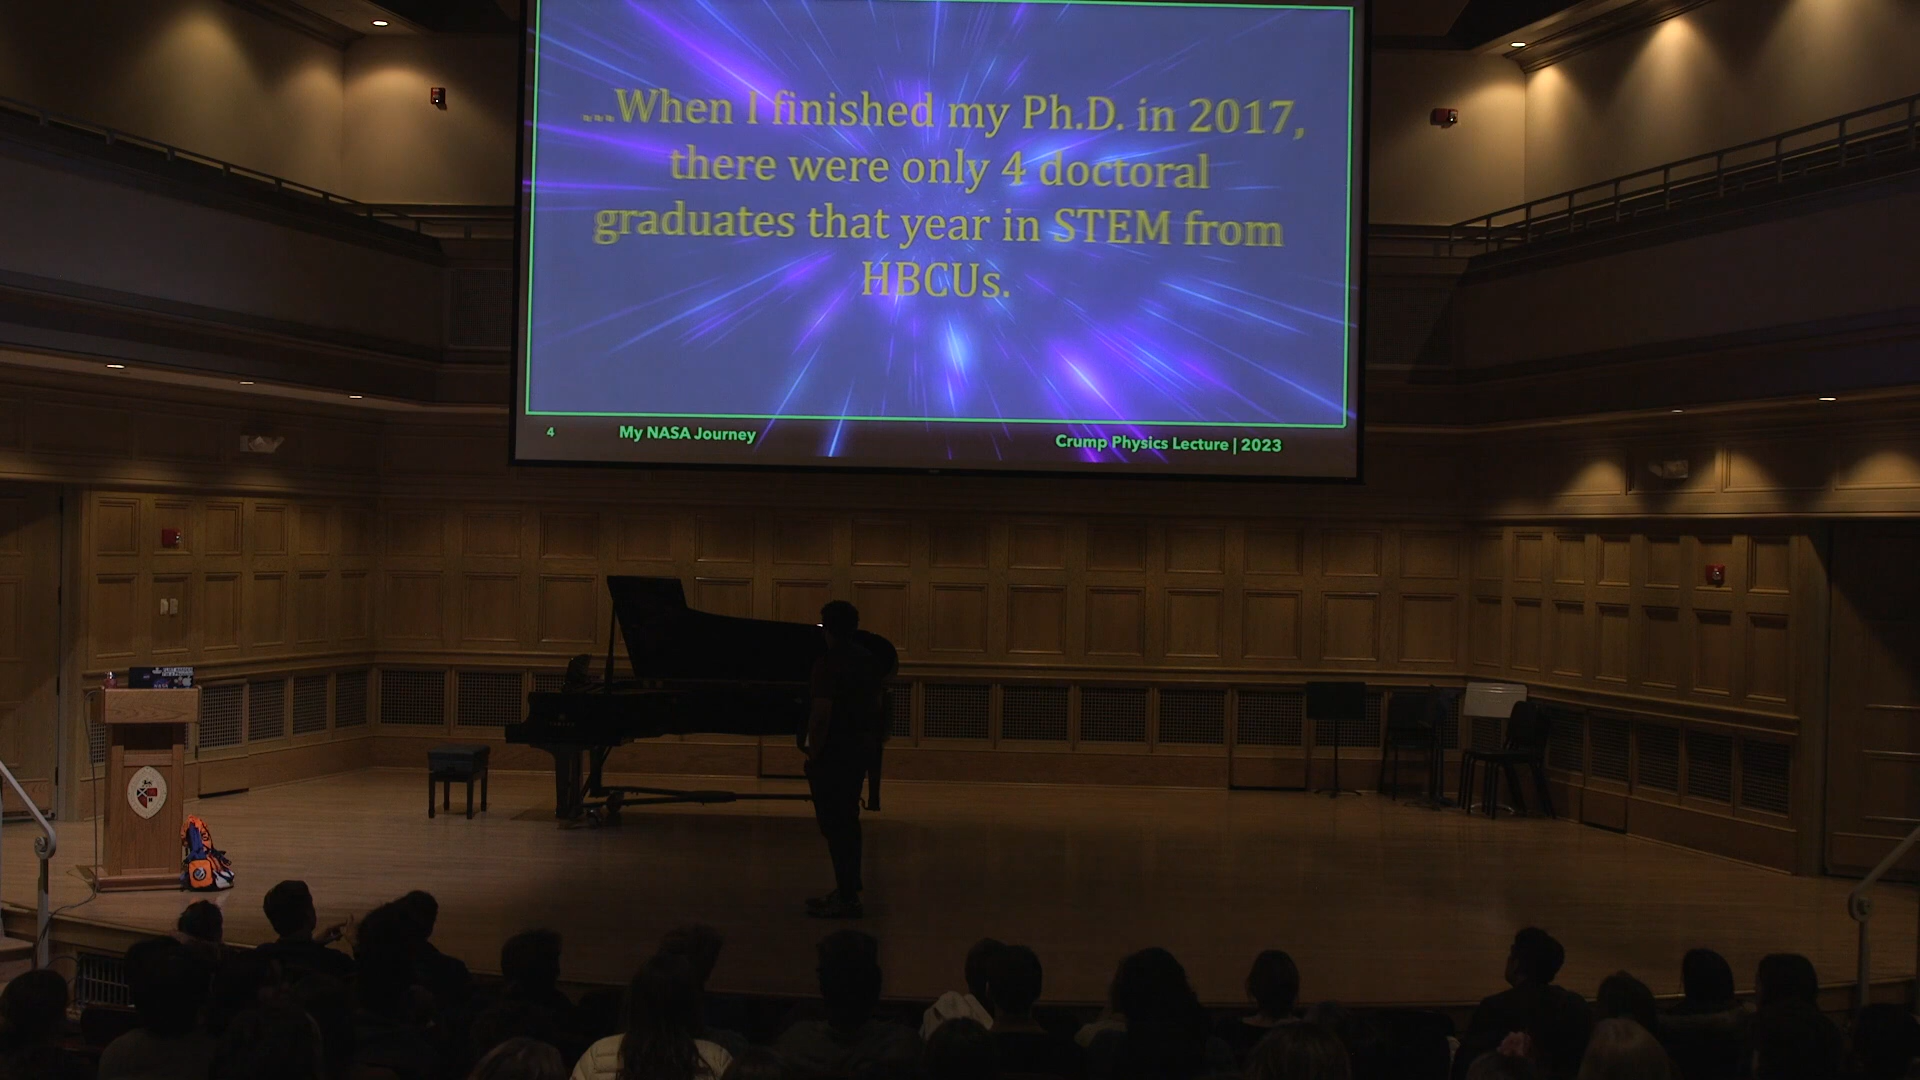 ...When I finished my Ph.D. in 2017,
there were only 4 doctoral
graduates that year in STEM from
HBCUs.
4
My NASA Journey
Crump Physics Lecture | 2023
NASA